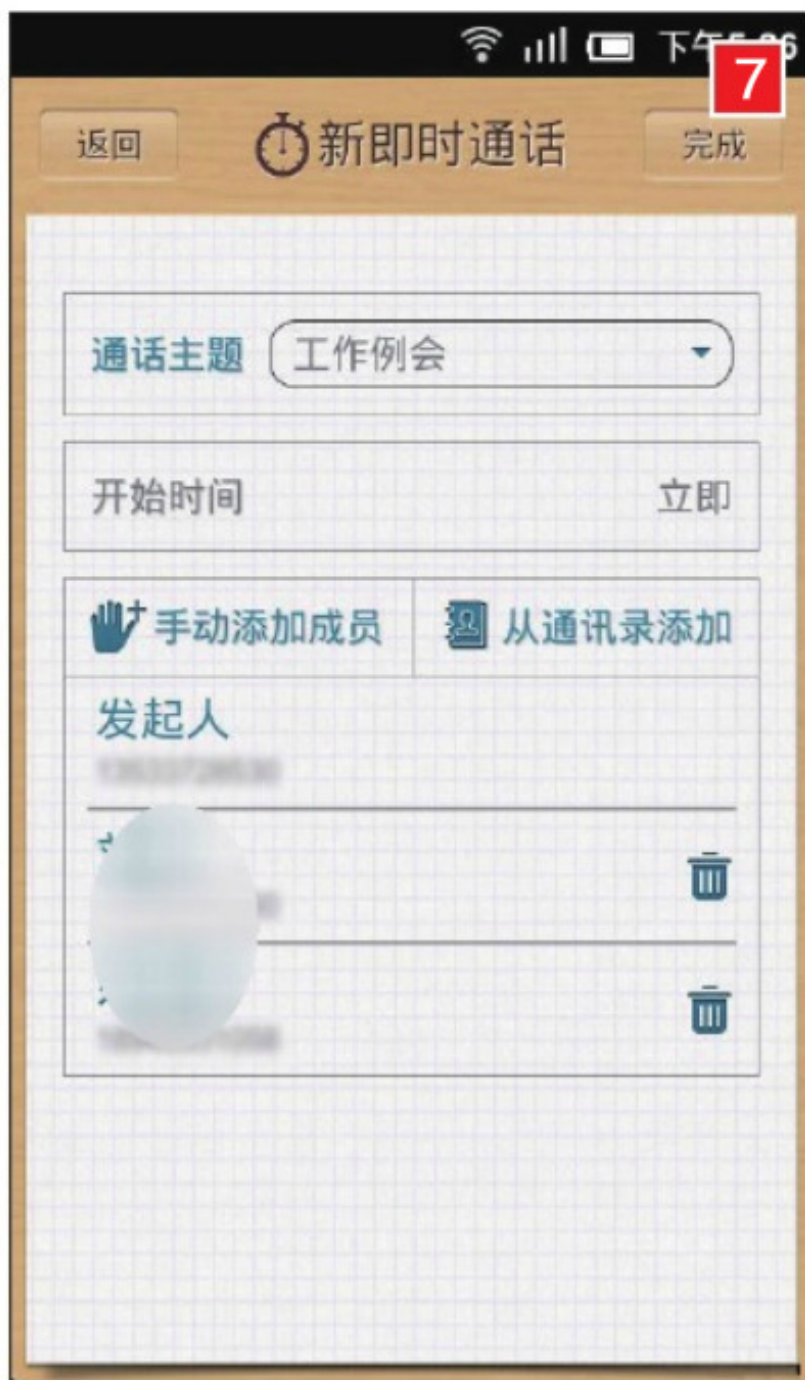 下午
7
返回 新即时通话 完成
通话主题 工作例会
开始时间 立即
手动添加成员 从通讯录添加
发起人